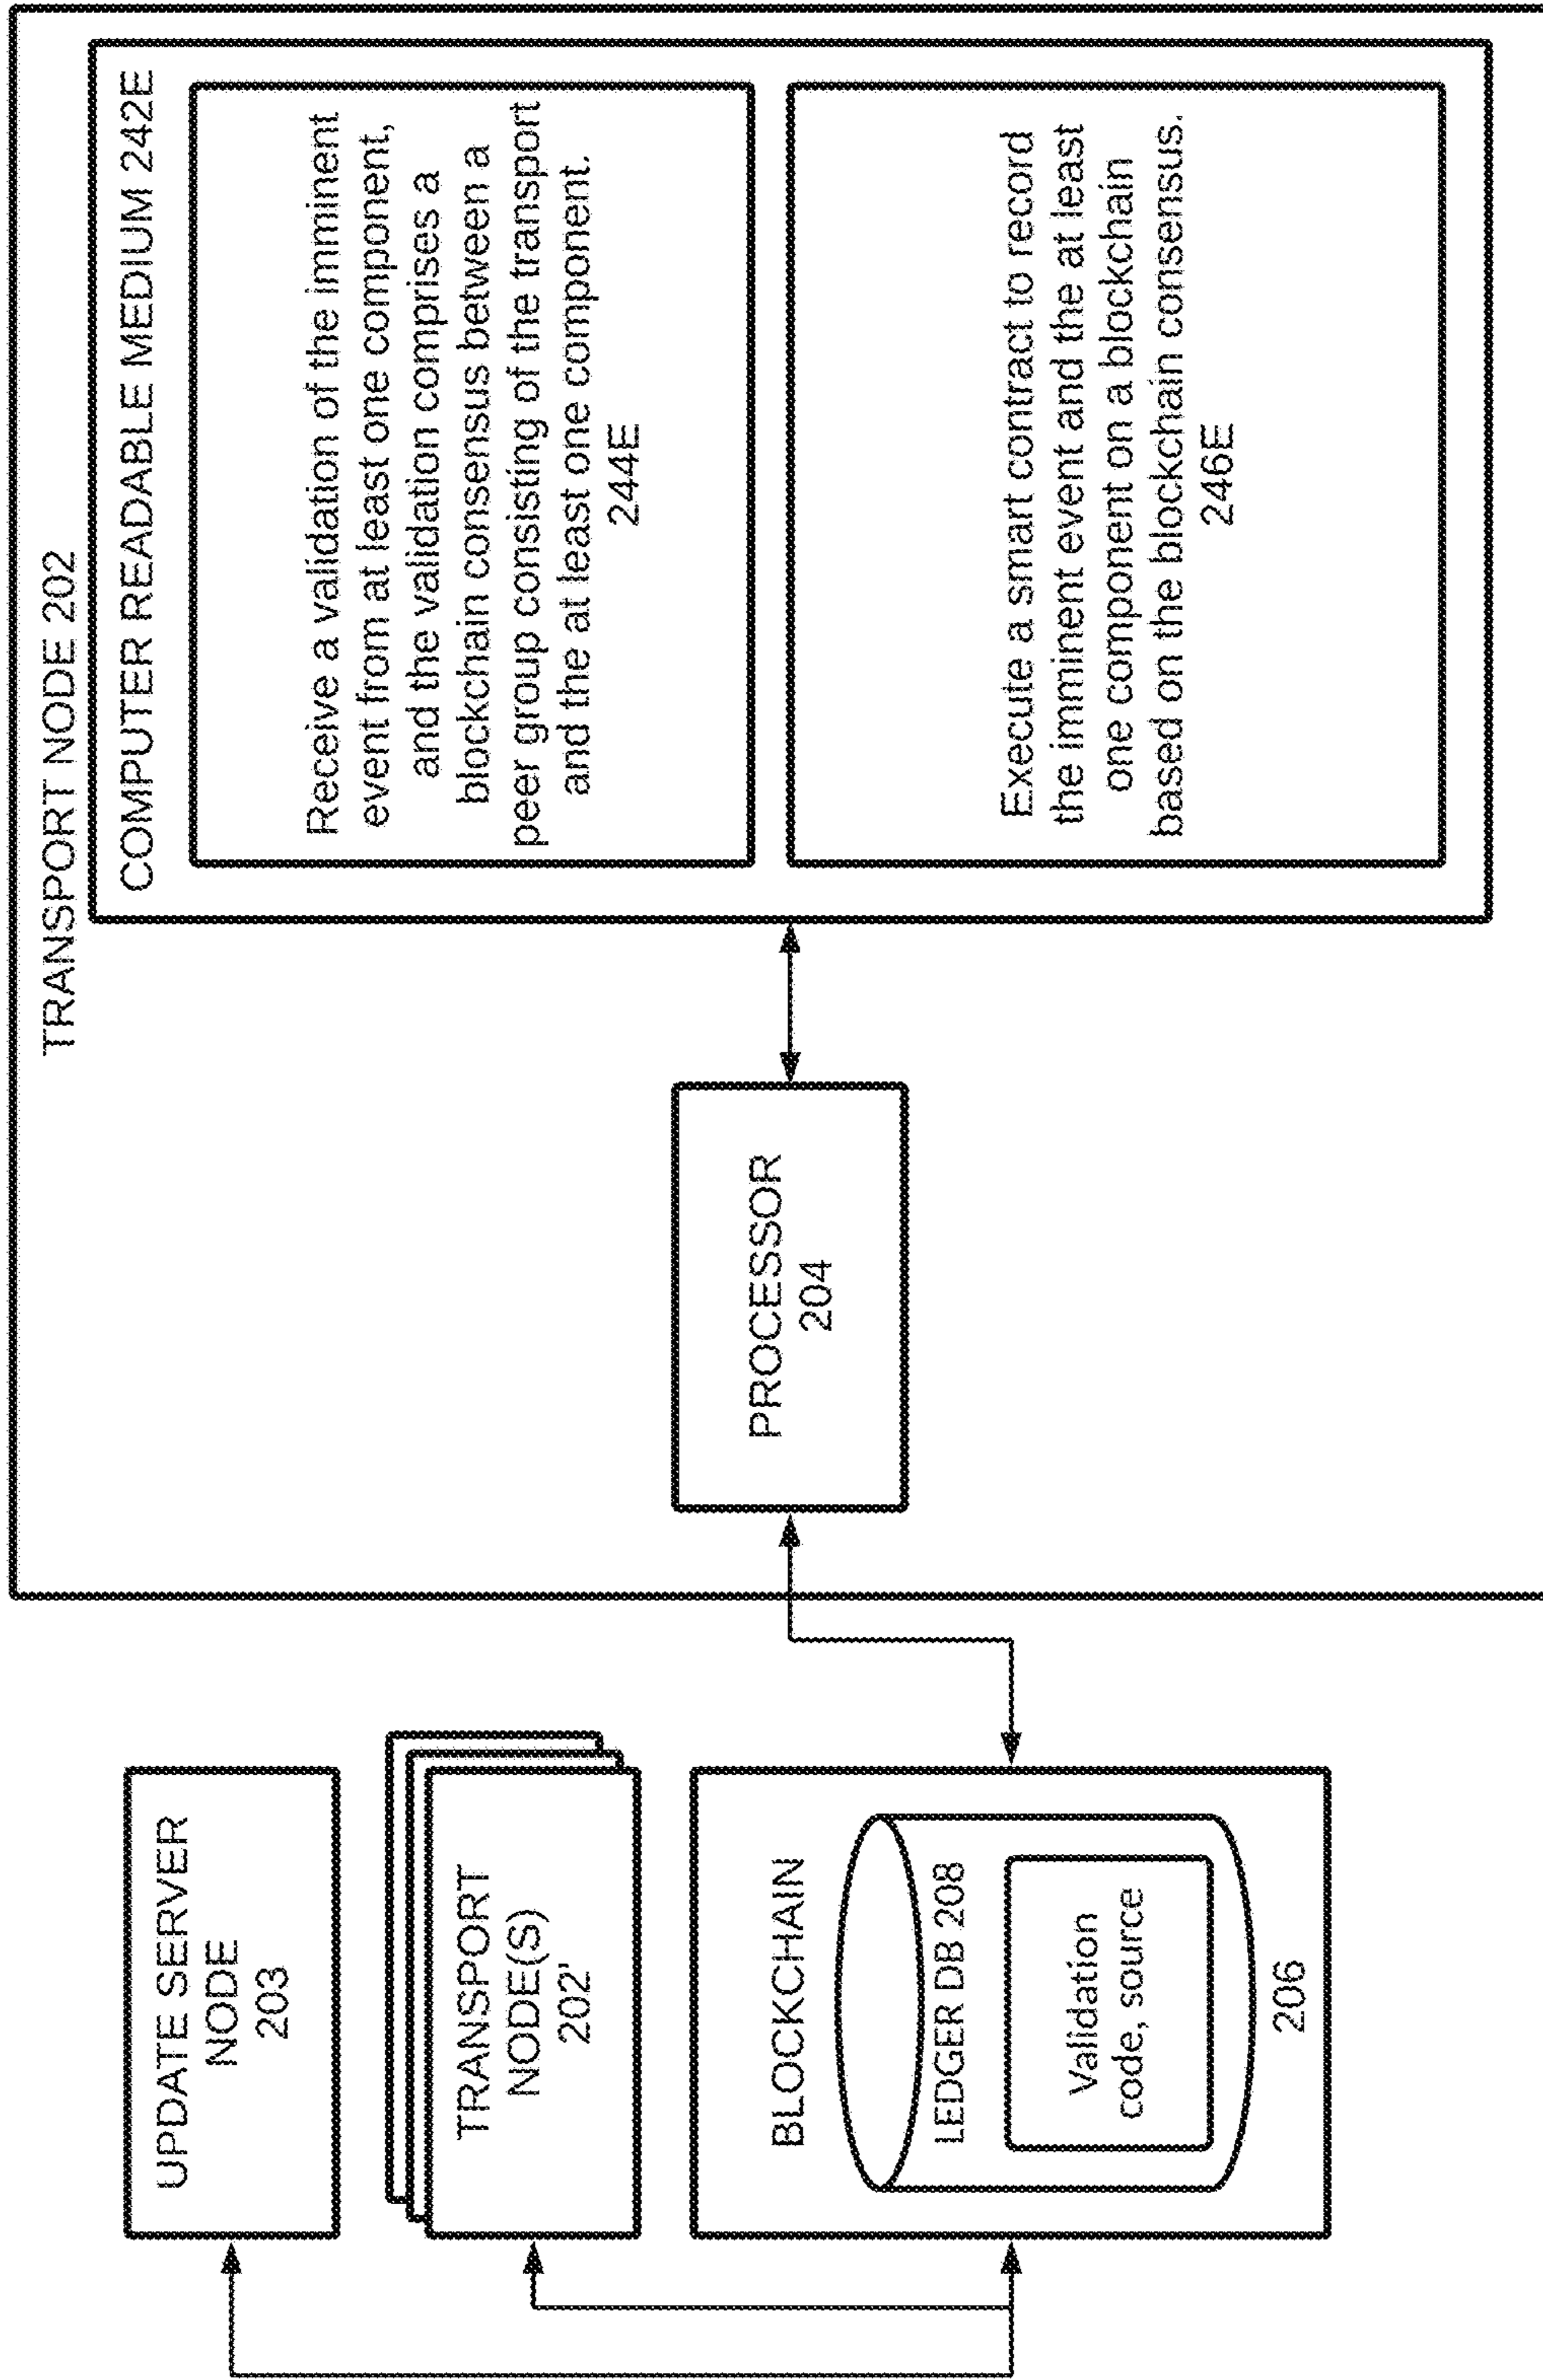 UPDATE SERVER
NODE
203
TRANSPORT
NODE(S)
202'
BLOCKCHAIN
LEDGER DB 208
Validation
code, source
206
TRANSPORT NODE 202
PROCESSOR
204
COMPUTER READABLE MEDIUM 242E
Receive a validation of the imminent
event from at least one component,
and the validation comprises a
blockchain consensus between a
peer group consisting of the transport
and the at least one component.
244E
Execute a smart contract to record
the imminent event and the at least
one component on a blockchain
based on the blockchain consensus.
246E